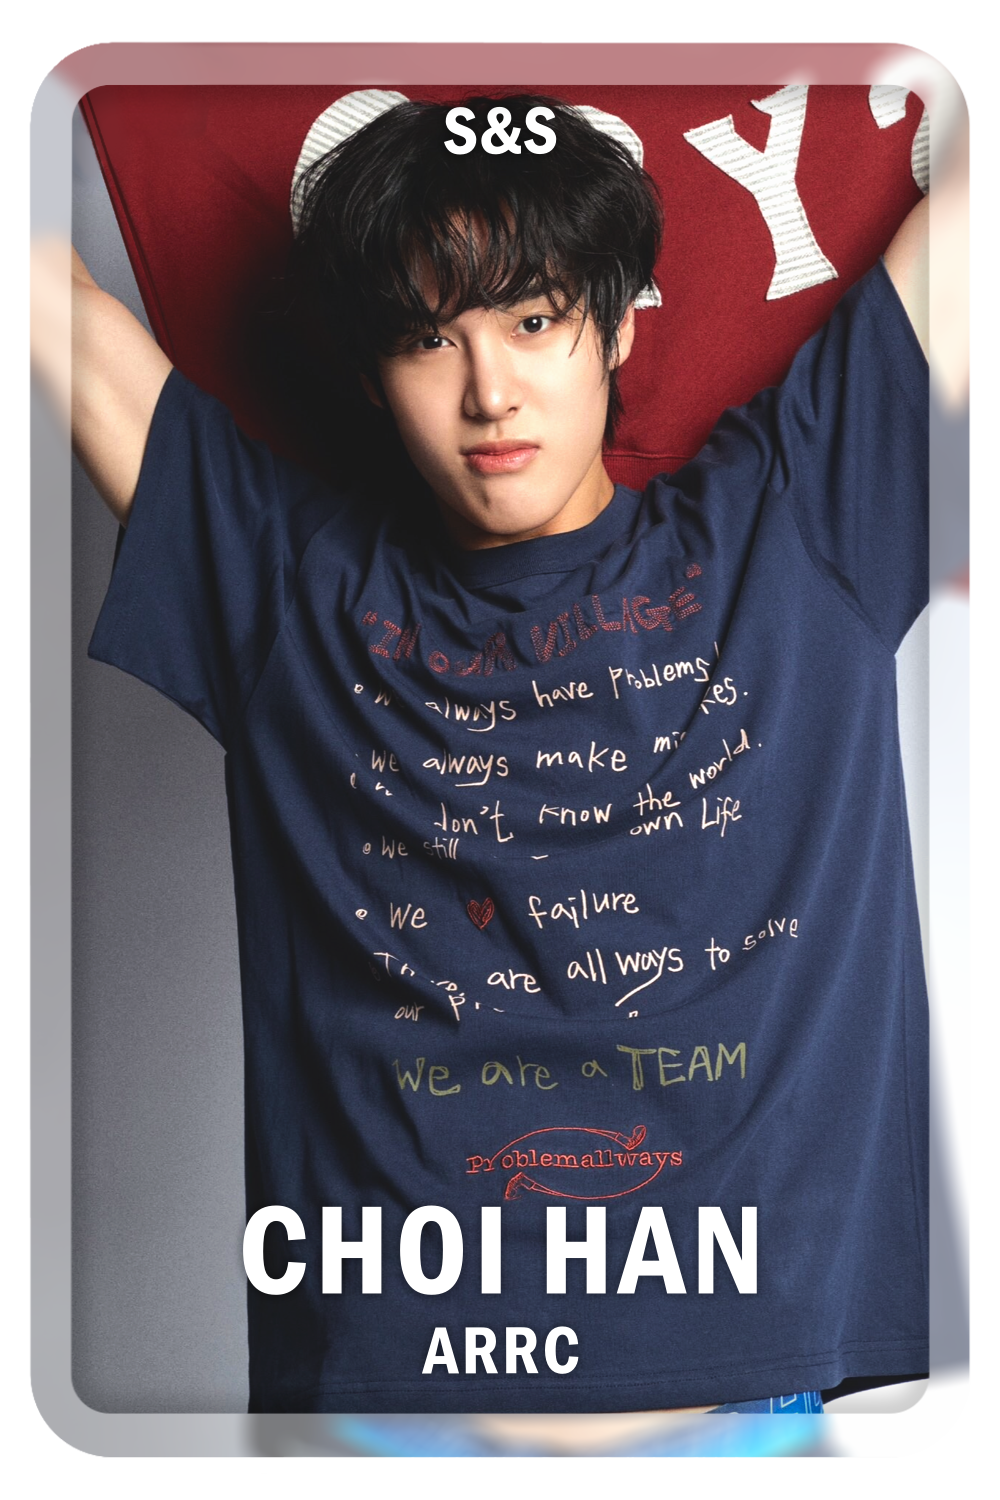 S&S
"IN OUR VILLAGE"
always have Problems
We always make
don't know the world.
We still own Life
We ♥ failure
are all ways to solve
our
We are a TEAM
Problemallways
CHOI HAN
ARRC